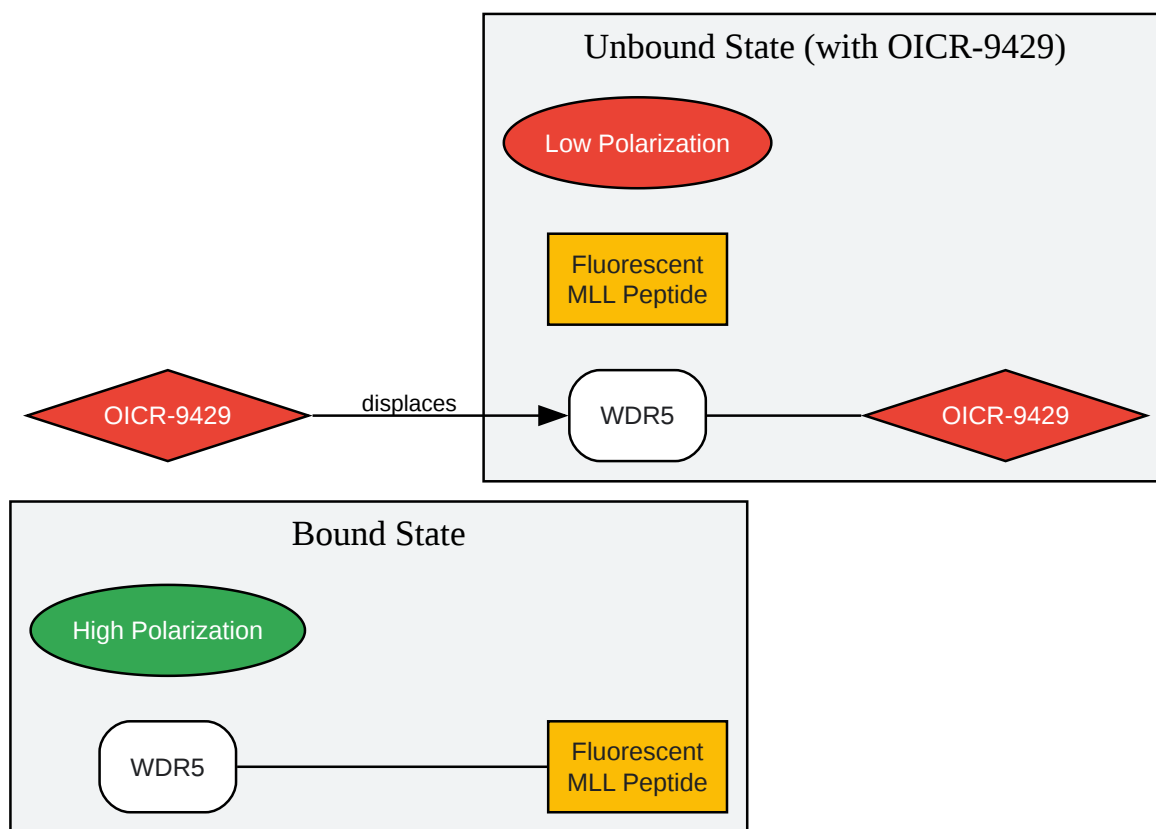 Unbound State (with OICR-9429)
Low Polarization
Fluorescent
MLL Peptide
OICR-9429
displaces
WDR5
OICR-9429
Bound State
High Polarization
WDR5
Fluorescent
MLL Peptide